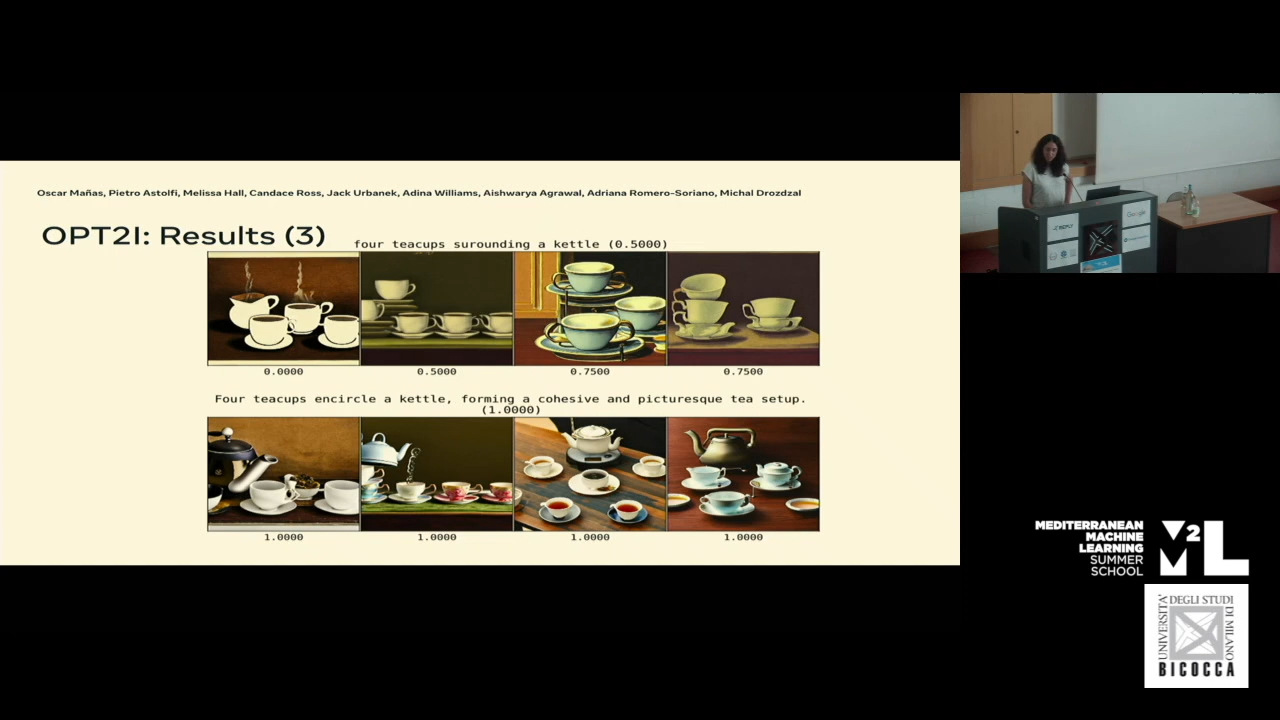 Oscar Mañas, Pietro Astolfi, Melissa Hall, Candace Ross, Jack Urbanek, Adina Williams, Aishwarya Agrawal, Adriana Romero-Soriano, Michal Drozdzal
OPT2I: Results (3)
four teacups surounding a kettle (0.5000)
0.0000
0.5000
0.7500
0.7500
Four teacups encircle a kettle, forming a cohesive and picturesque tea setup.
(1.0000)
1.0000
1.0000
1.0000
1.0000
Google
MEDITERRANEAN
MACHINE
LEARNING
SUMMER
SCHOOL
M2L
UNIVERSITA'
DEGLI STUDI
DI MILANO
BICOCCA